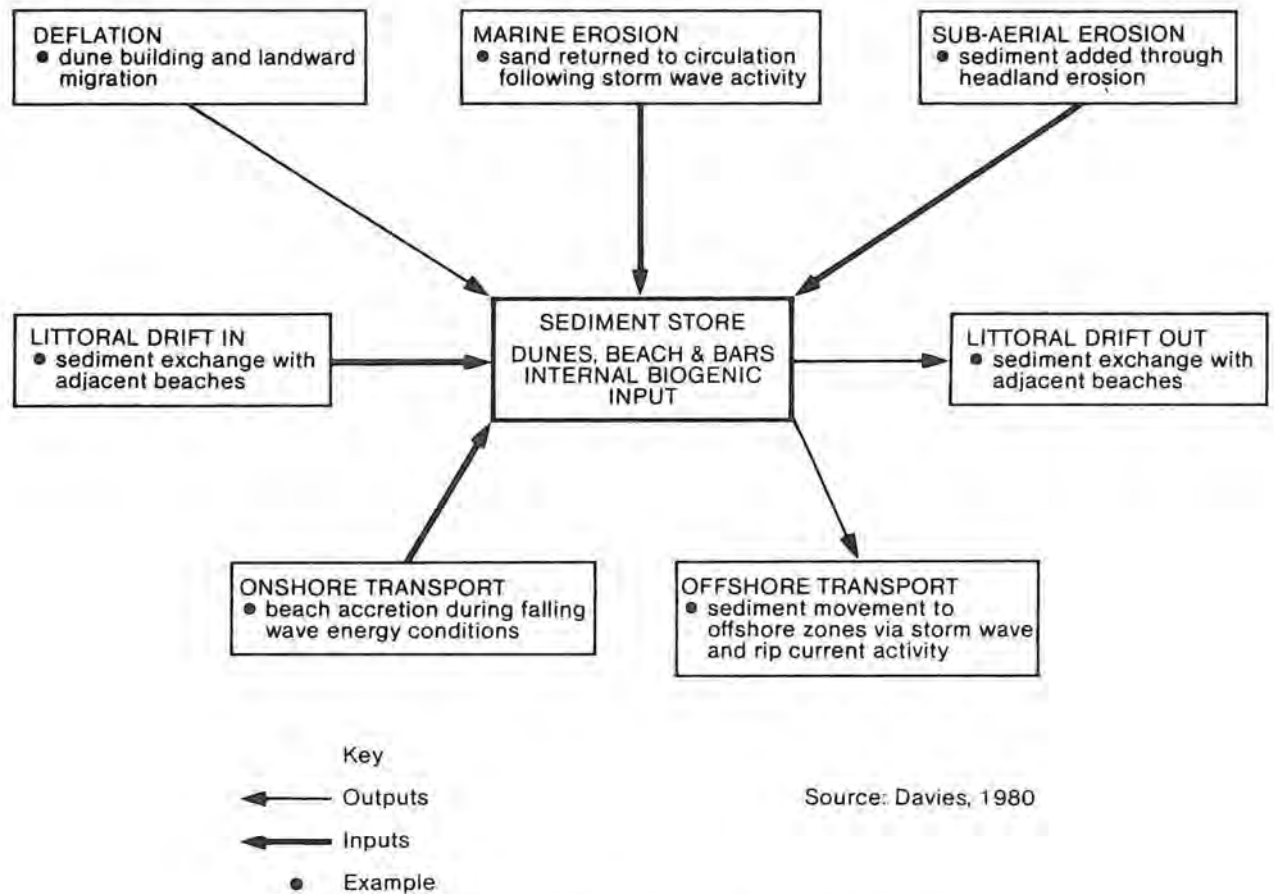 DEFLATION
● dune building and landward
migration
MARINE EROSION
● sand returned to circulation
following storm wave activity
SUB-AERIAL EROSION
● sediment added through
headland erosion
LITTORAL DRIFT IN
● sediment exchange with
adjacent beaches
SEDIMENT STORE
DUNES, BEACH & BARS
INTERNAL BIOGENIC
INPUT
LITTORAL DRIFT OUT
● sediment exchange with
adjacent beaches
ONSHORE TRANSPORT
● beach accretion during falling
wave energy conditions
OFFSHORE TRANSPORT
● sediment movement to
offshore zones via storm wave
and rip current activity
Key
Outputs
Inputs
● Example
Source: Davies, 1980